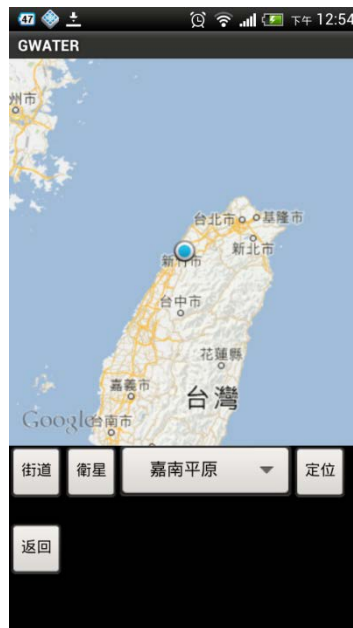 47 下午 12:54
GWATER
州市
台北市 基隆市
新竹市 新北市
台中市
花蓮縣
嘉義市
台灣
Google 台南市
街道 衛星 嘉南平原 定位
返回